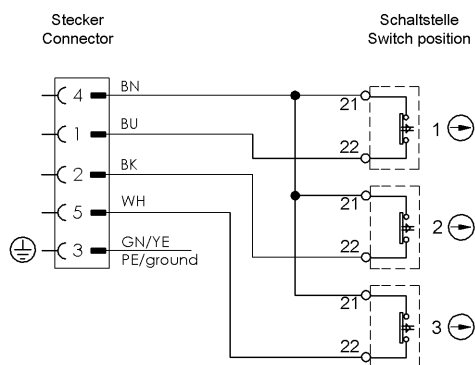 Stecker
Connector
Schaltstelle
Switch position
4 BN
1 BU
2 BK
5 WH
3 GN/YE
PE/ground
21
22
1
21
22
2
21
22
3